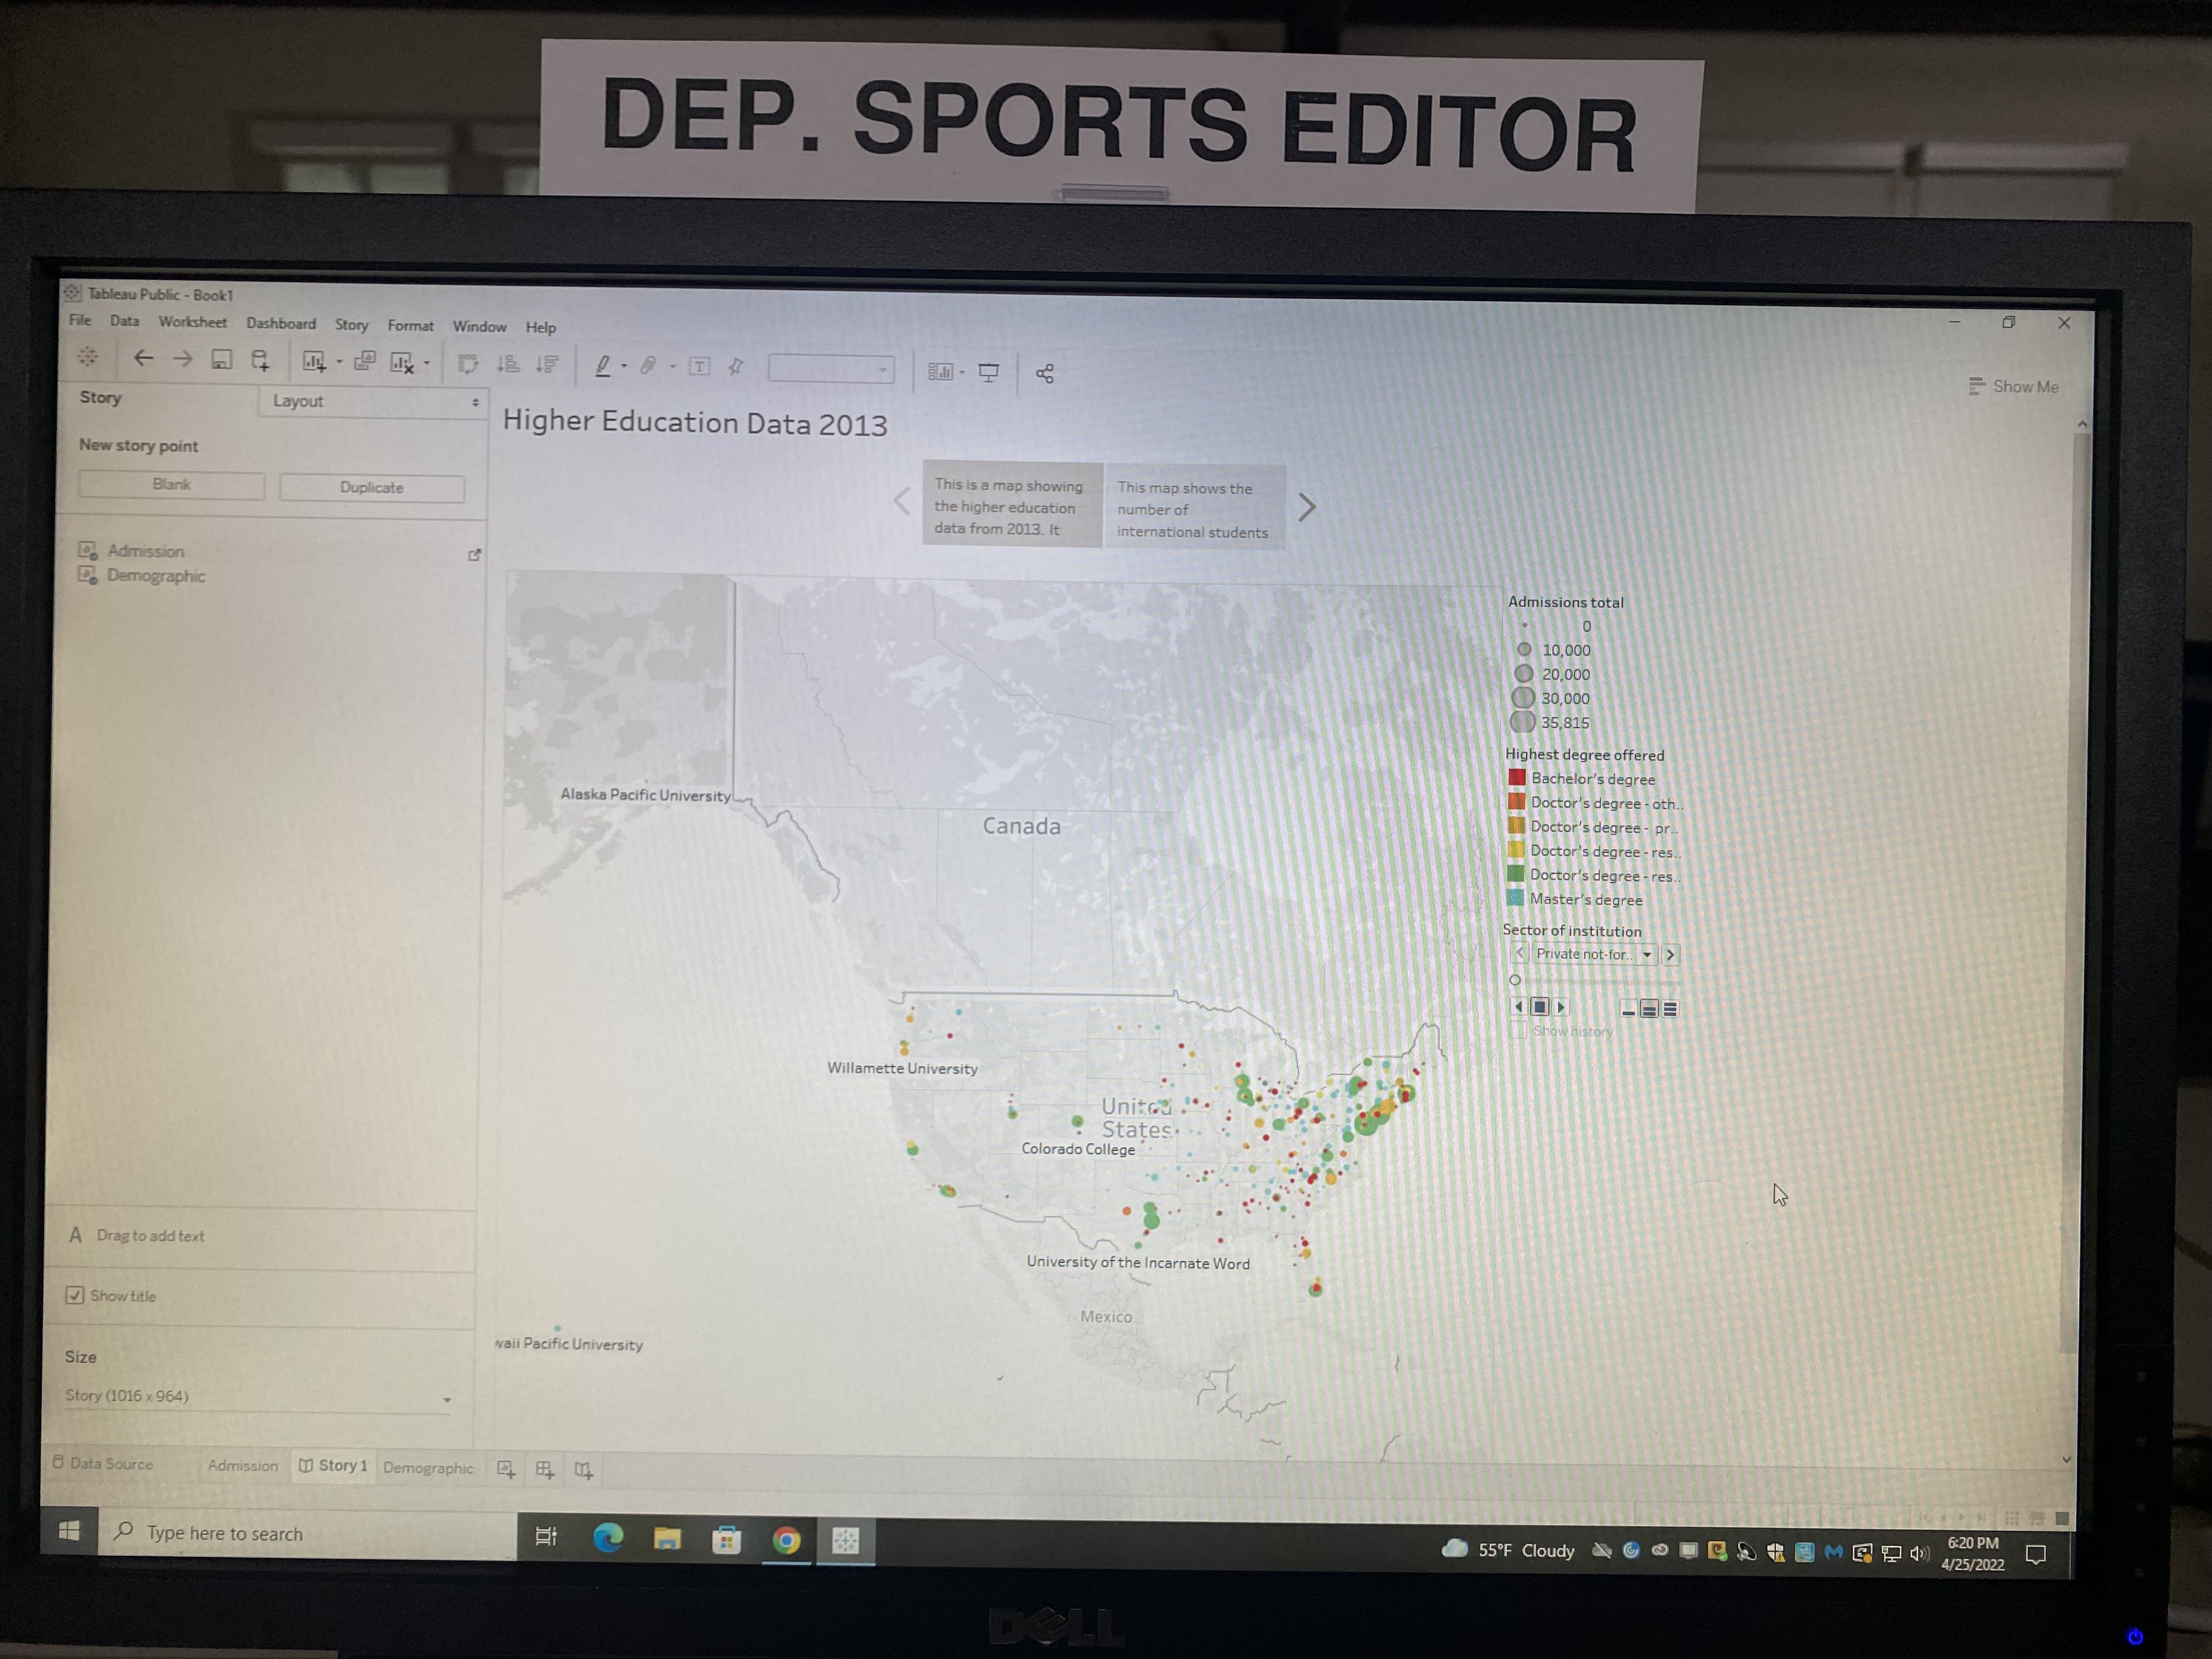 DEP. SPORTS EDITOR
Tableau Public - Book1
File Data Worksheet Dashboard Story Format Window Help
Show Me
Story
Layout
New story point
Blank
Duplicate
Admission
Demographic
A Drag to add text
Show title
Size
Story (1016 x 964)
Higher Education Data 2013
This is a map showing
the higher education
data from 2013. It
This map shows the
number of
international students
Alaska Pacific University
Canada
Willamette University
United
States
Colorado College
University of the Incarnate Word
Mexico
waii Pacific University
Admissions total
0
10,000
20,000
30,000
35,815
Highest degree offered
Bachelor's degree
Doctor's degree - oth..
Doctor's degree - pr..
Doctor's degree - res..
Doctor's degree - res..
Master's degree
Sector of institution
Private not-for..
Show history
Data Source Admission Story 1 Demographic
Type here to search
55°F Cloudy
6:20 PM
4/25/2022
DELL